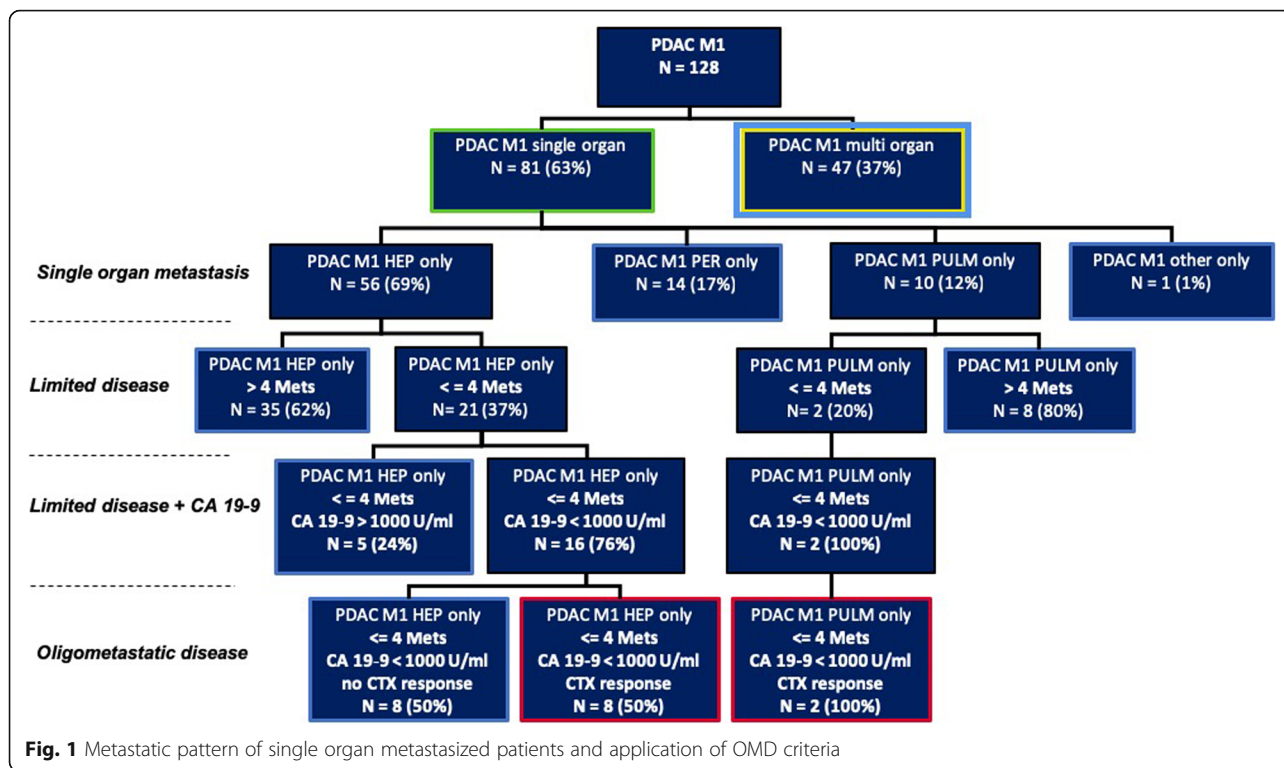 PDAC M1
N = 128
PDAC M1 single organ
N = 81 (63%)
PDAC M1 multi organ
N = 47 (37%)
Single organ metastasis
PDAC M1 HEP only
N = 56 (69%)
PDAC M1 PER only
N = 14 (17%)
PDAC M1 PULM only
N = 10 (12%)
PDAC M1 other only
N = 1 (1%)
Limited disease
PDAC M1 HEP only
> 4 Mets
N = 35 (62%)
PDAC M1 HEP only
< = 4 Mets
N= 21 (37%)
PDAC M1 PULM only
<= 4 Mets
N= 2 (20%)
PDAC M1 PULM only
> 4 Mets
N = 8 (80%)
Limited disease + CA 19-9
PDAC M1 HEP only
< = 4 Mets
CA 19-9 > 1000 U/ml
N = 5 (24%)
PDAC M1 HEP only
<= 4 Mets
CA 19-9 < 1000 U/ml
N = 16 (76%)
PDAC M1 PULM only
<= 4 Mets
CA 19-9 < 1000 U/ml
N = 2 (100%)
Oligometastatic disease
PDAC M1 HEP only
<= 4 Mets
CA 19-9 < 1000 U/ml
no CTX response
N = 8 (50%)
PDAC M1 HEP only
<= 4 Mets
CA 19-9 < 1000 U/ml
CTX response
N = 8 (50%)
PDAC M1 PULM only
<= 4 Mets
CA 19-9 < 1000 U/ml
CTX response
N = 2 (100%)
Fig. 1 Metastatic pattern of single organ metastasized patients and application of OMD criteria